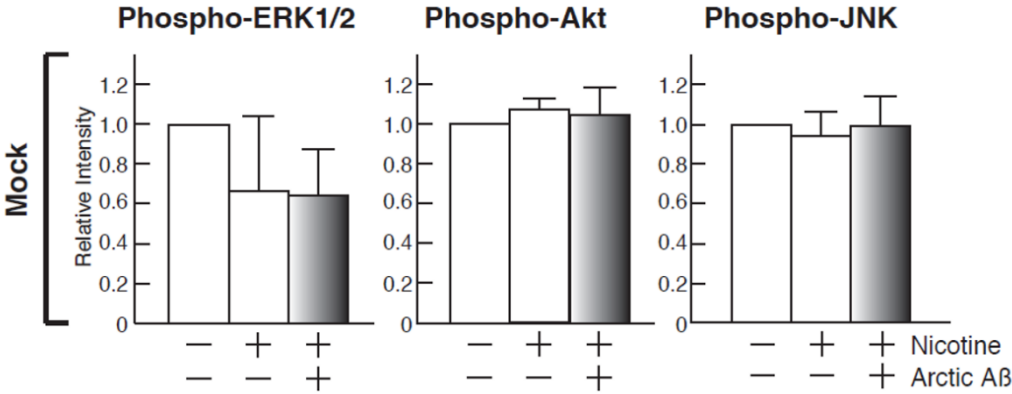 Phospho-ERK1/2 Phospho-Akt Phospho-JNK
Mock
Relative Intensity
1.2 1.2 1.2
1.0 1.0 1.0
0.8 0.8 0.8
0.6 0.6 0.6
0.4 0.4 0.4
0.2 0.2 0.2
0 0 0
− + + − + + − + + Nicotine
− − + − − + − − + Arctic Aß